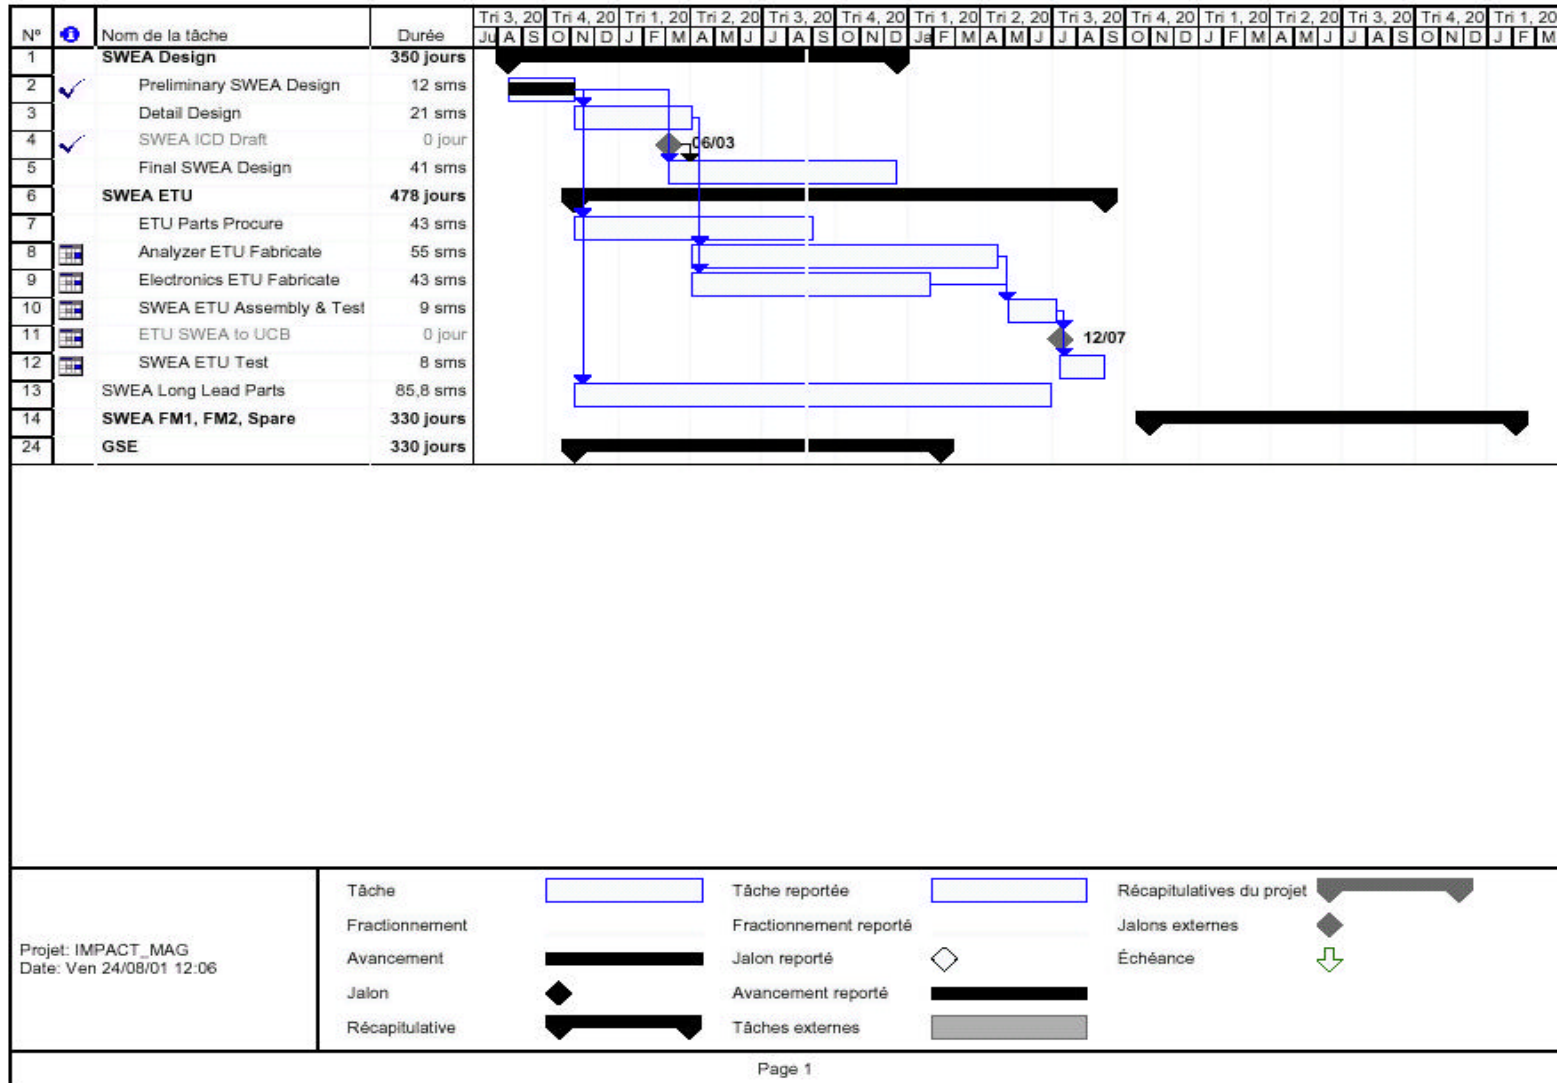 Tri 3, 20 Tri 4, 20 Tri 1, 20 Tri 2, 20 Tri 3, 20 Tri 4, 20 Tri 1, 20 Tri 2, 20 Tri 3, 20 Tri 4, 20 Tri 1, 20 Tri 2, 20 Tri 3, 20 Tri 4, 20 Tri 1, 20
N° Nom de la tâche Durée Ju A S O N D J F M A M J J A S O N D Ja F M A M J J A S O N D J F M A M J J A S O N D J F M
1 SWEA Design 350 jours
2 Preliminary SWEA Design 12 sms
3 Detail Design 21 sms
4 SWEA ICD Draft 0 jour 06/03
5 Final SWEA Design 41 sms
6 SWEA ETU 478 jours
7 ETU Parts Procure 43 sms
8 Analyzer ETU Fabricate 55 sms
9 Electronics ETU Fabricate 43 sms
10 SWEA ETU Assembly & Test 9 sms
11 ETU SWEA to UCB 0 jour 12/07
12 SWEA ETU Test 8 sms
13 SWEA Long Lead Parts 85,8 sms
14 SWEA FM1, FM2, Spare 330 jours
24 GSE 330 jours
Projet: IMPACT_MAG
Date: Ven 24/08/01 12:06
Tâche Tâche reportée Récapitulatives du projet
Fractionnement Fractionnement reporté Jalons externes
Avancement Jalon reporté Échéance
Jalon Avancement reporté
Récapitulative Tâches externes
Page 1